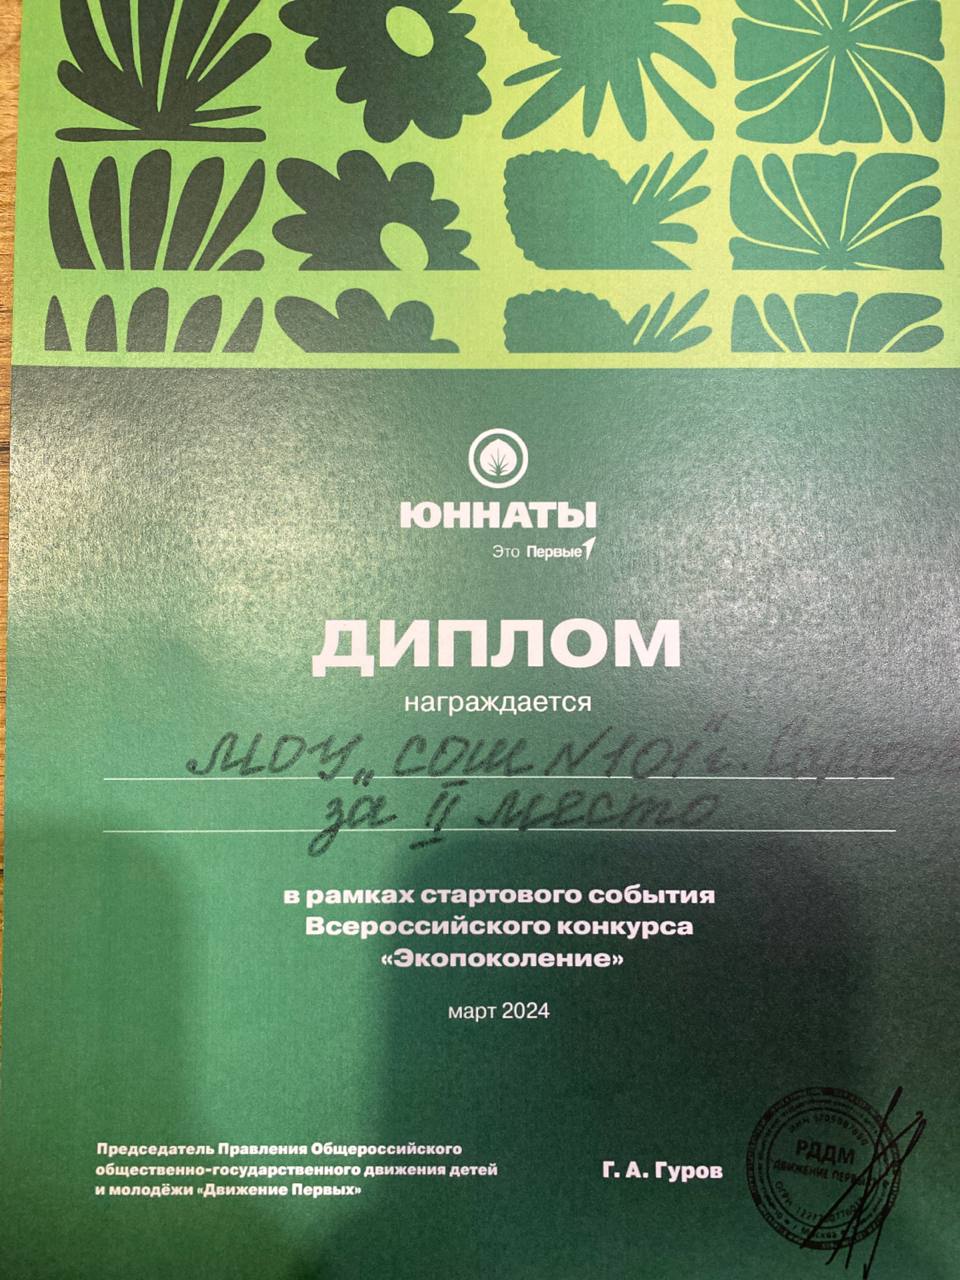 ЮННАТЫ
Это Первые
ДИПЛОМ
награждается
МОУ „СОШ №101" г.
за II место
в рамках стартового события
Всероссийского конкурса
«Экопоколение»
март 2024
Председатель Правления Общероссийского
общественно-государственного движения детей
и молодёжи «Движение Первых»
Г. А. Гуров
РДДМ
ДВИЖЕНИЕ ПЕРВЫХ